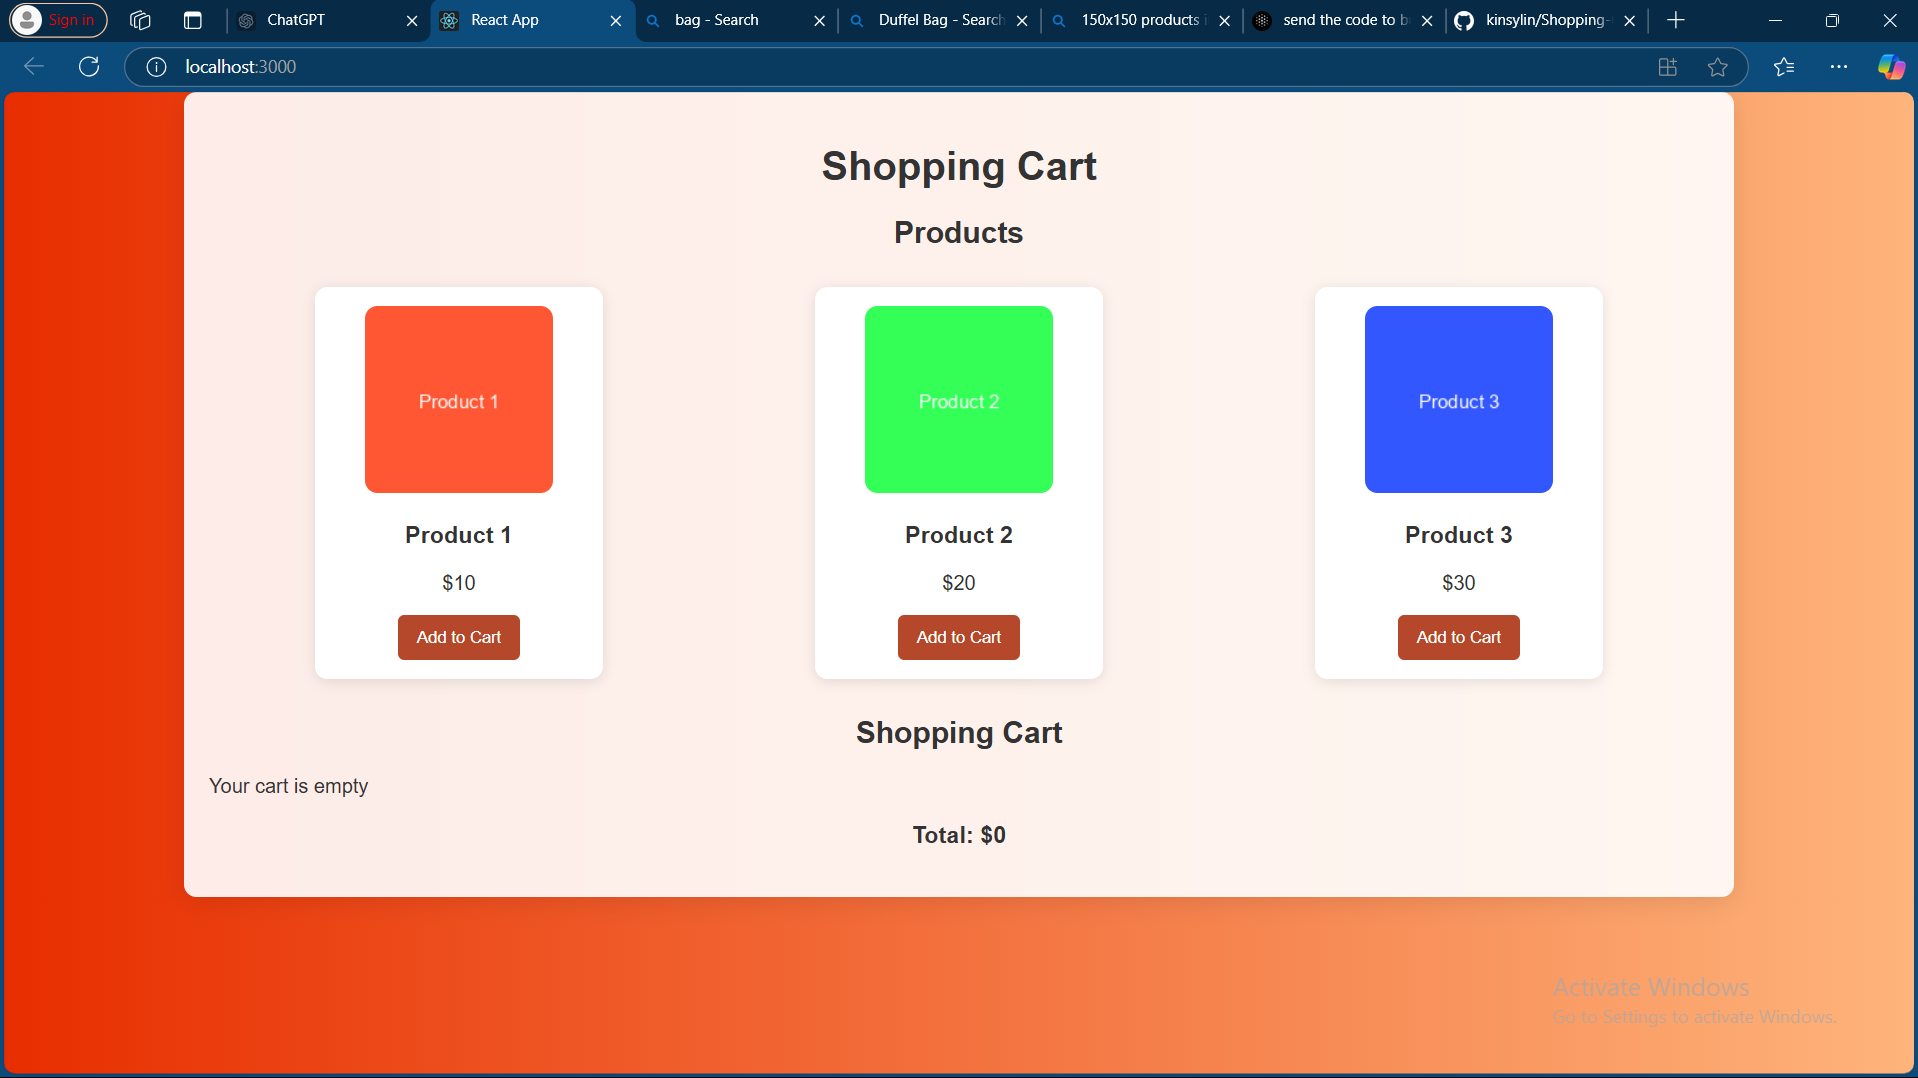 Sign in
ChatGPT
React App
bag - Search
Duffel Bag - Search
150x150 products
send the code to b
kinsylin/Shopping-
localhost:3000
Shopping Cart
Products
Product 1
Product 2
Product 3
Product 1
Product 2
Product 3
$10
$20
$30
Add to Cart
Add to Cart
Add to Cart
Shopping Cart
Your cart is empty
Total: $0
Activate Windows
Go to Settings to activate Windows.